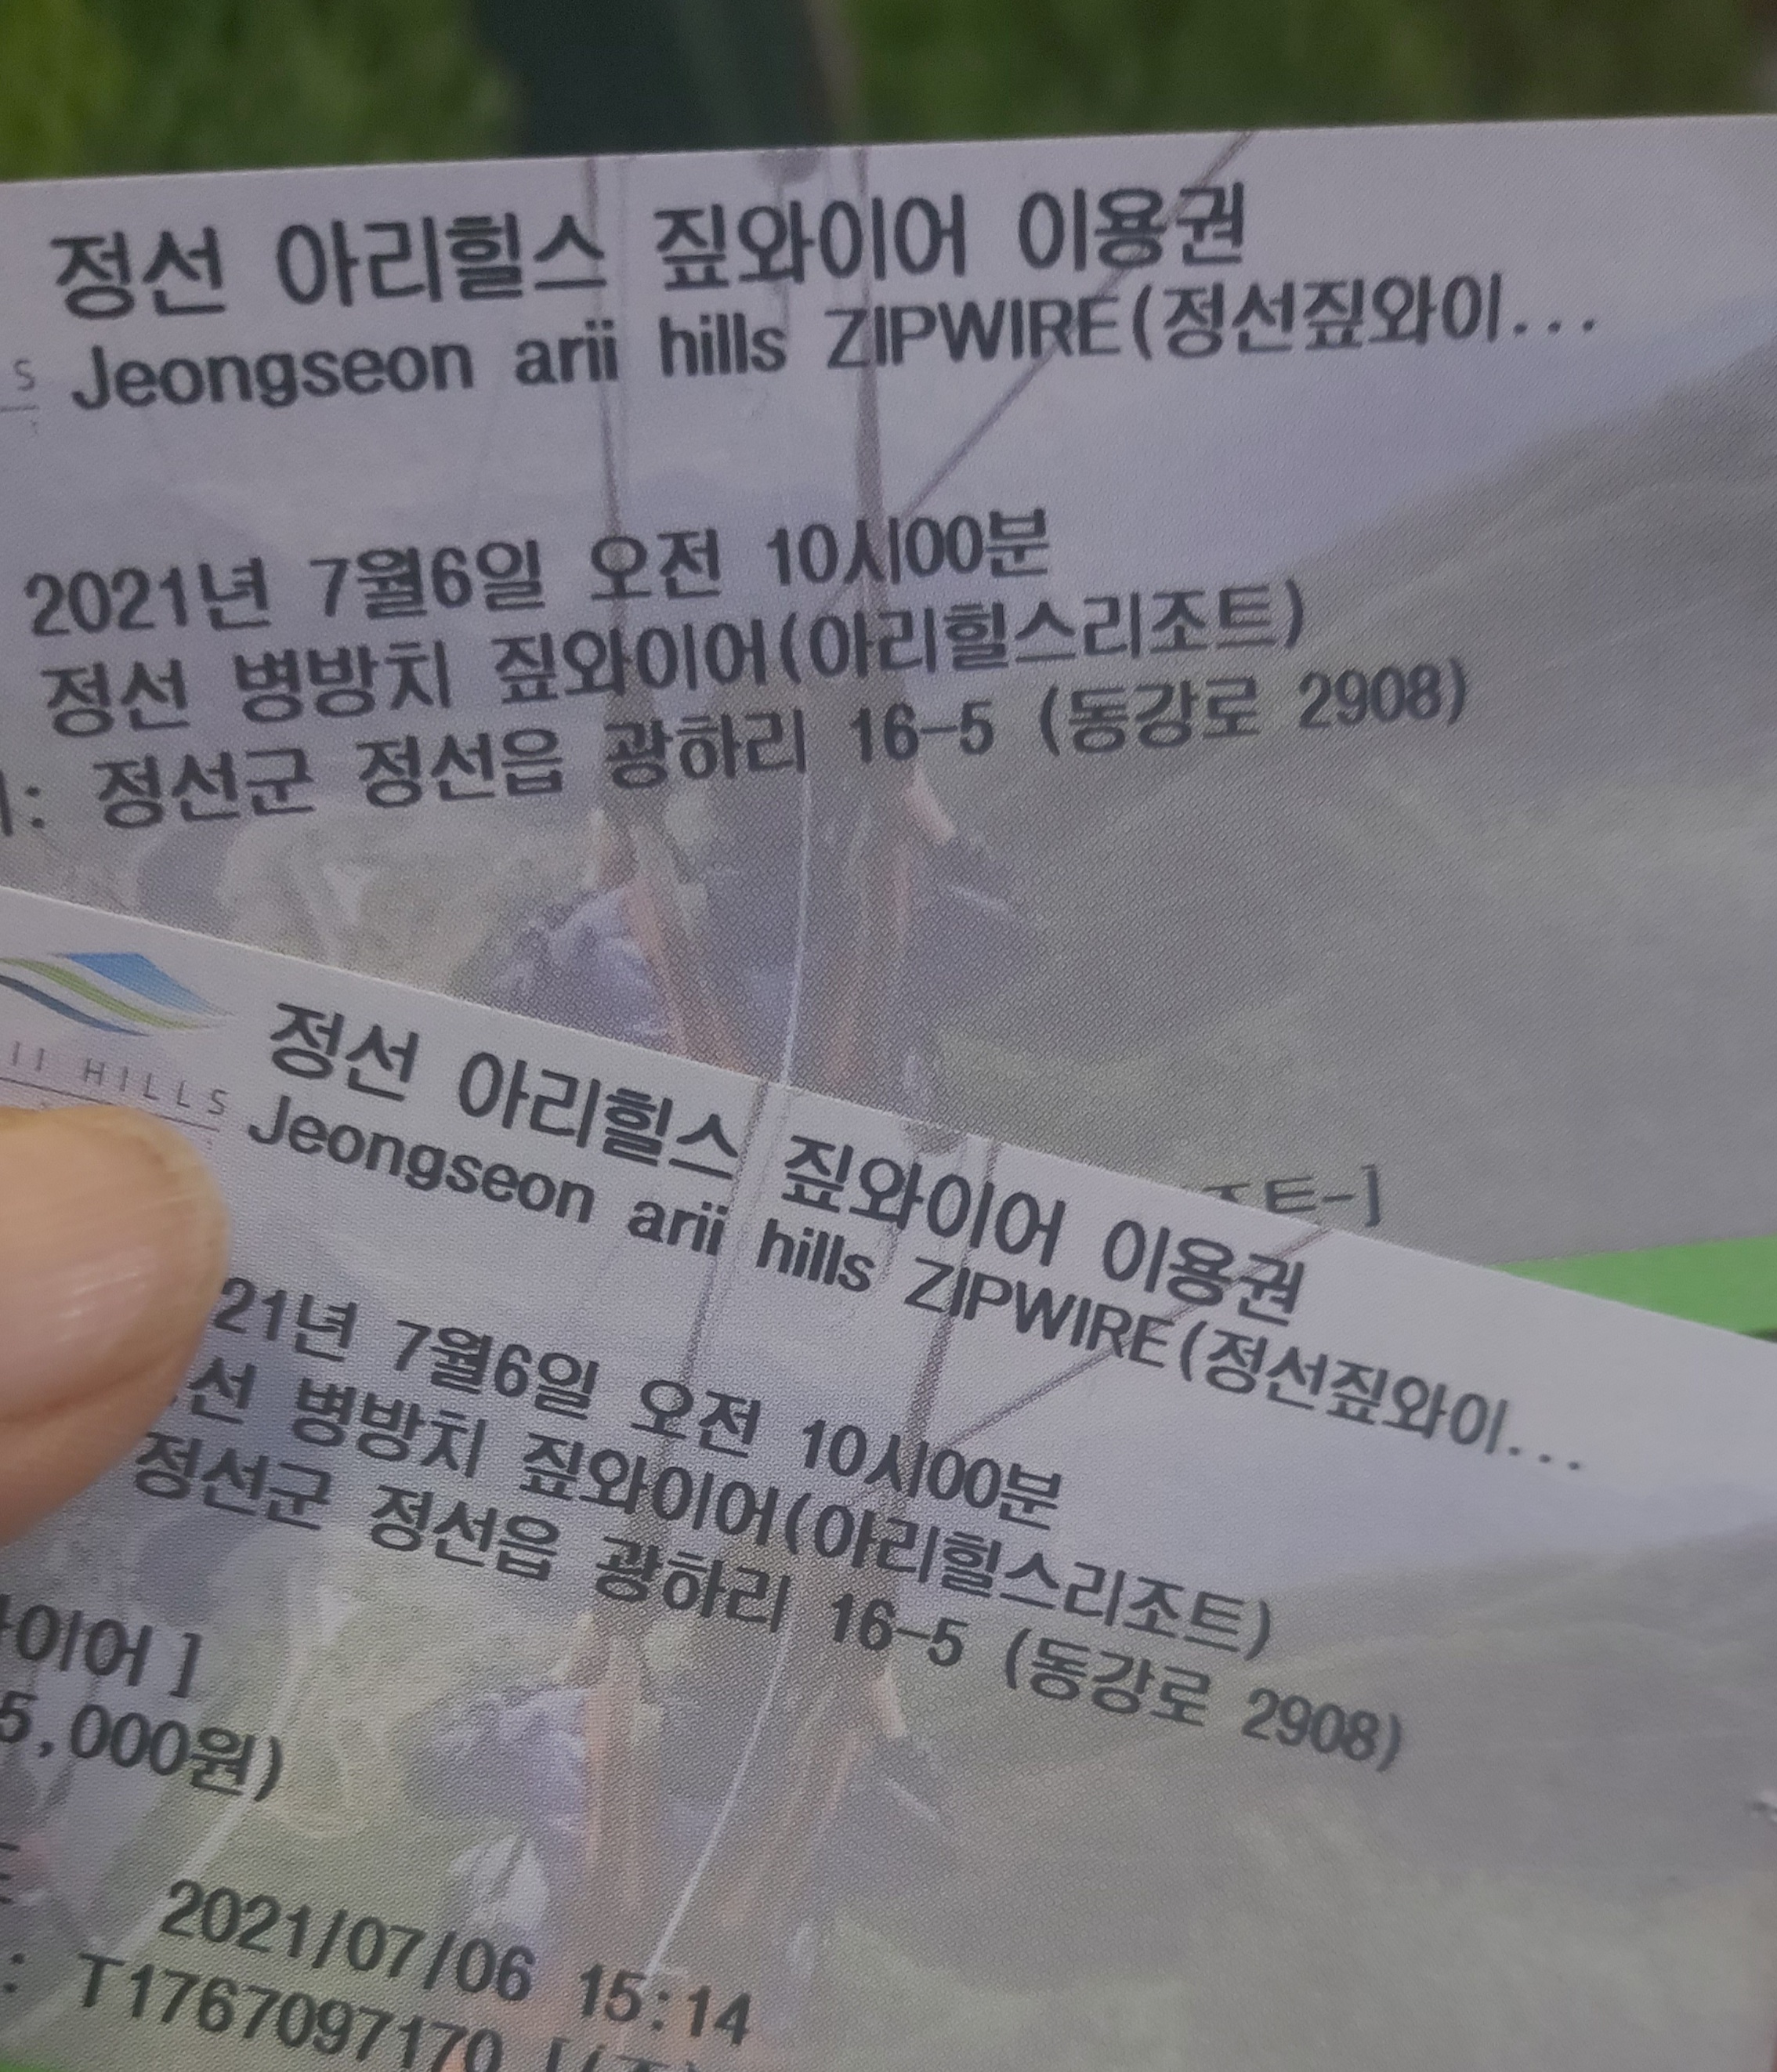 정선 아리힐스 짚와이어 이용권
S Jeongseon arii hills ZIPWIRE(정선짚와이...
2021년 7월6일 오전 10시00분
정선 병방치 짚와이어(아리힐스리조트)
: 정선군 정선읍 광하리 16-5 (동강로 2908)
트-]
II HILLS
정선 아리힐스 짚와이어 이용권
Jeongseon arii hills ZIPWIRE(정선짚와이...
21년 7월6일 오전 10시00분
선 병방치 짚와이어(아리힐스리조트)
정선군 정선읍 광하리 16-5 (동강로 2908)
이어 ]
5,000원)
2021/07/06 15:14
: T1767097170